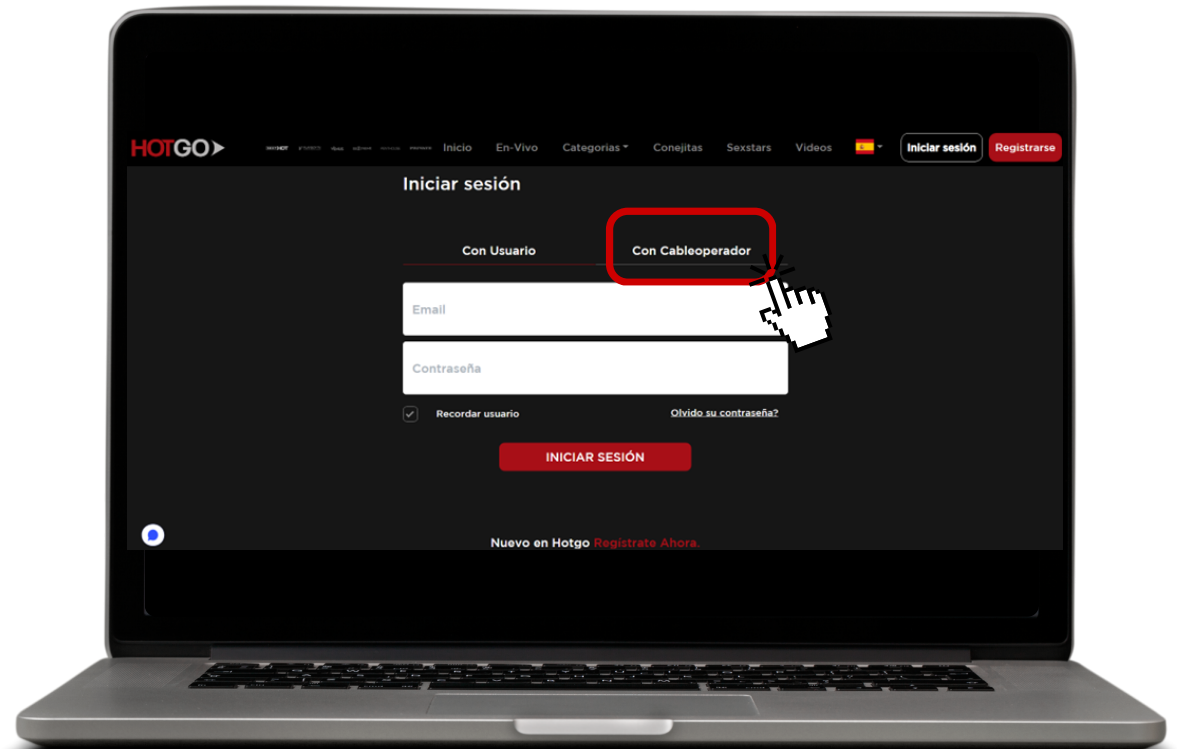 HOTGO
Inicio En-Vivo Categorias Conejitas Sexstars Videos Iniciar sesión Registrarse
Iniciar sesión
Con Usuario Con Cableoperador
Email
Contraseña
Recordar usuario Olvido su contraseña?
INICIAR SESIÓN
Nuevo en Hotgo Regístrate Ahora.